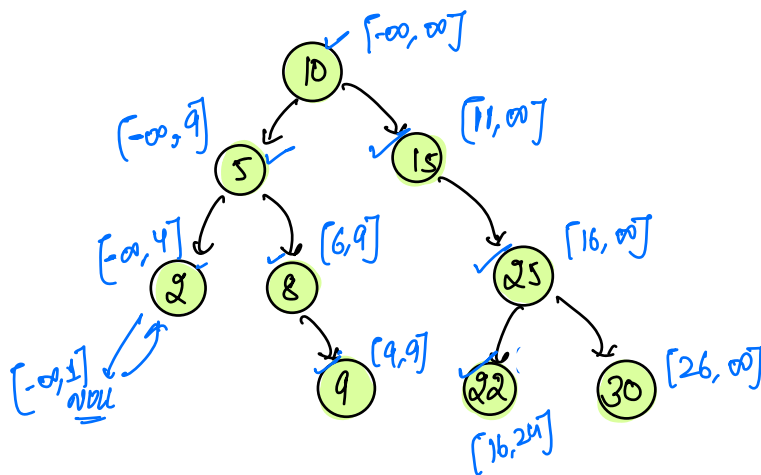 10 [-∞, ∞]
[-∞, 9] 5 15 [11, ∞]
[-∞, 4] 2 8 [6, 9] 25 [16, ∞]
[-∞, 1] null 9 [9, 9] 22 [16, 24] 30 [26, ∞]